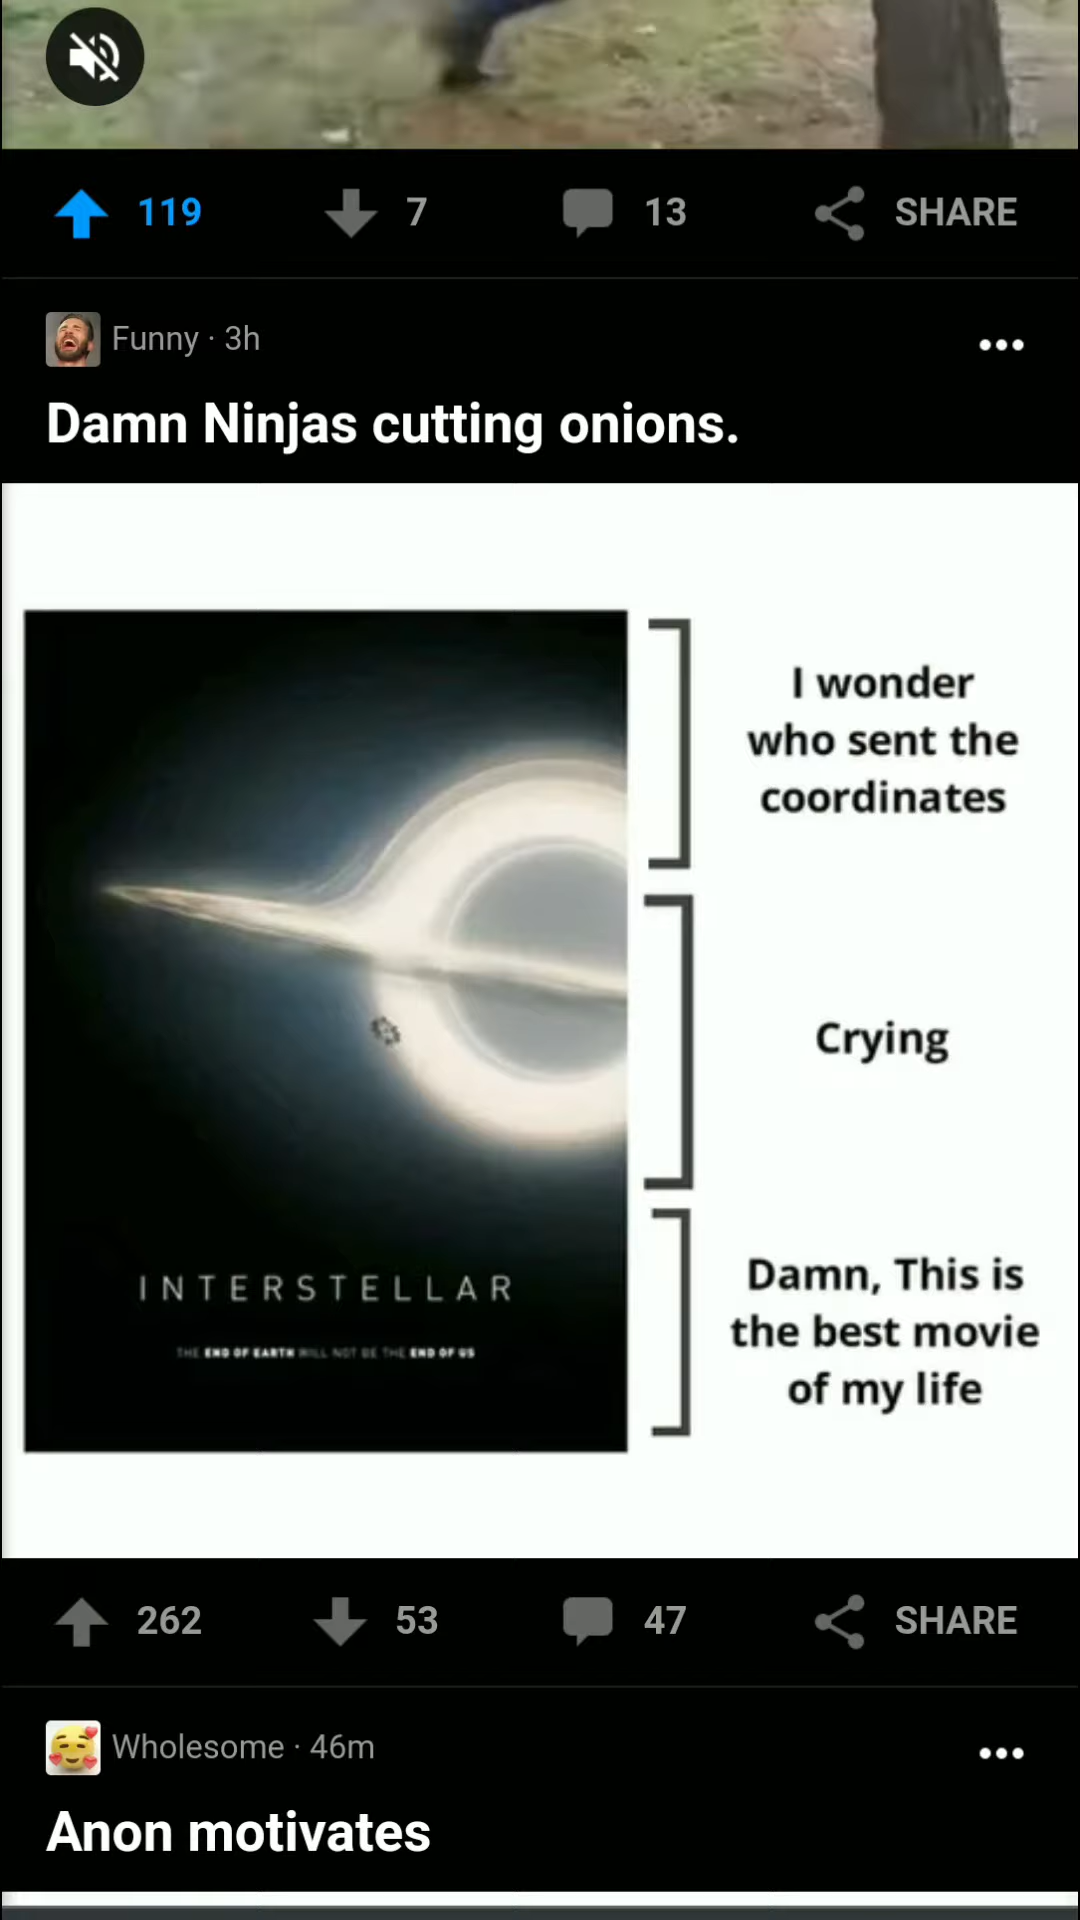 119 7 13 SHARE
Funny · 3h
Damn Ninjas cutting onions.
I wonder
who sent the
coordinates
Crying
INTERSTELLAR
THE END OF EARTH WILL NOT BE THE END OF US
Damn, This is
the best movie
of my life
262 53 47 SHARE
Wholesome · 46m
Anon motivates